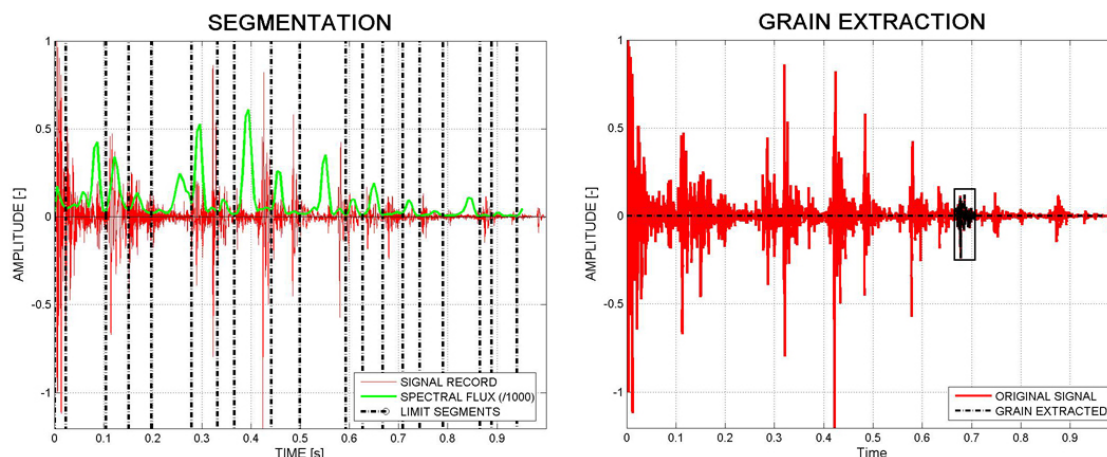 SEGMENTATION
1
0.5
0
-0.5
-1
AMPLITUDE [-]
SIGNAL RECORD
SPECTRAL FLUX (/1000)
LIMIT SEGMENTS
0 0.1 0.2 0.3 0.4 0.5 0.6 0.7 0.8 0.9
TIME [s]
GRAIN EXTRACTION
1
0.5
0
-0.5
-1
AMPLITUDE [-]
ORIGINAL SIGNAL
GRAIN EXTRACTED
0 0.1 0.2 0.3 0.4 0.5 0.6 0.7 0.8 0.9
Time